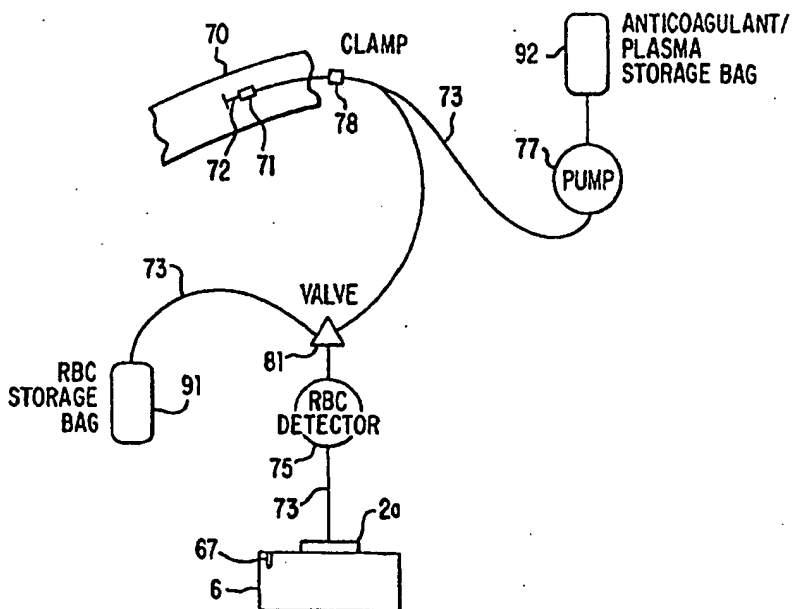 70
CLAMP
92
ANTICOAGULANT/
PLASMA
STORAGE BAG
72
71
78
73
77
PUMP
73
VALVE
81
RBC
STORAGE
BAG
91
RBC
DETECTOR
75
73
2a
67
6